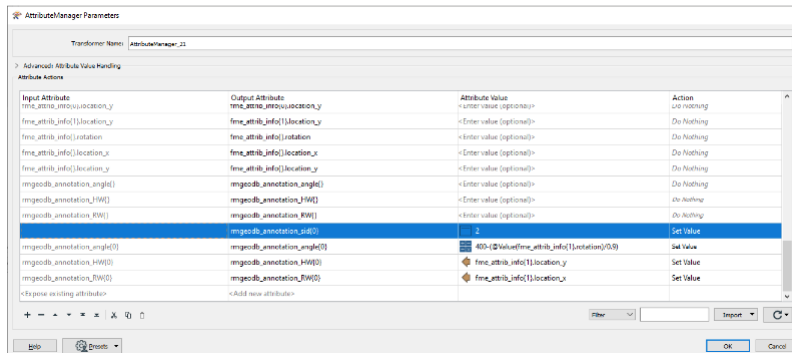 AttributeManager Parameters
Transformer Name: AttributeManager_21
> Advanced: Attribute Value Handling
Attribute Actions
Input Attribute Output Attribute Attribute Value Action
fme_attrib_info{0}.location_y fme_attrib_info{0}.location_y <Enter value (optional)> Do Nothing
fme_attrib_info{1}.location_y fme_attrib_info{1}.location_y <Enter value (optional)> Do Nothing
fme_attrib_info{}.rotation fme_attrib_info{}.rotation <Enter value (optional)> Do Nothing
fme_attrib_info{}.location_x fme_attrib_info{}.location_x <Enter value (optional)> Do Nothing
fme_attrib_info{}.location_y fme_attrib_info{}.location_y <Enter value (optional)> Do Nothing
rmgeodb_annotation_angle{} rmgeodb_annotation_angle{} <Enter value (optional)> Do Nothing
rmgeodb_annotation_HW{} rmgeodb_annotation_HW{} <Enter value (optional)> Do Nothing
rmgeodb_annotation_RW{} rmgeodb_annotation_RW{} <Enter value (optional)> Do Nothing
rmgeodb_annotation_sid{0} 2 Set Value
rmgeodb_annotation_angle{0} rmgeodb_annotation_angle{0} 400-(@Value(fme_attrib_info{1}.rotation)/0.9) Set Value
rmgeodb_annotation_HW{0} rmgeodb_annotation_HW{0} fme_attrib_info{1}.location_y Set Value
rmgeodb_annotation_RW{0} rmgeodb_annotation_RW{0} fme_attrib_info{1}.location_x Set Value
<Expose existing attribute> <Add new attribute>
Filter Import
Help Presets OK Cancel